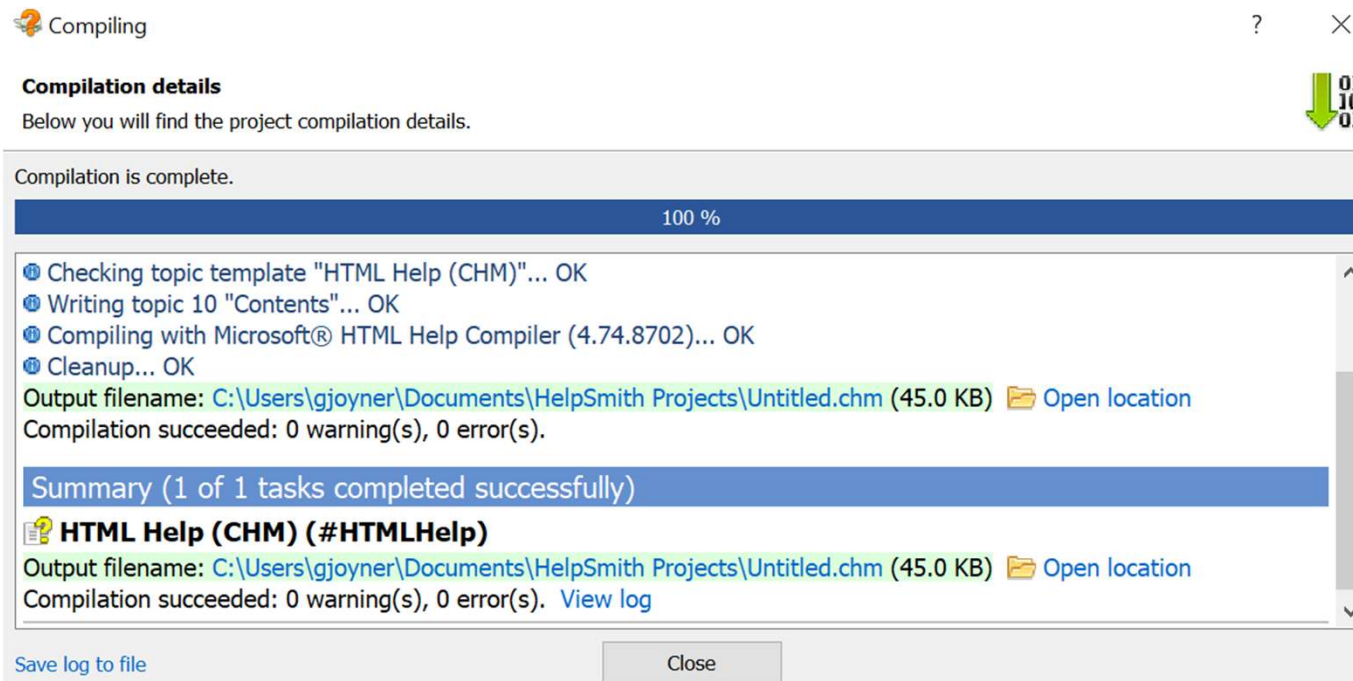 Compiling
Compilation details
Below you will find the project compilation details.
Compilation is complete.
100 %
Checking topic template "HTML Help (CHM)"... OK
Writing topic 10 "Contents"... OK
Compiling with Microsoft® HTML Help Compiler (4.74.8702)... OK
Cleanup... OK
Output filename: C:\Users\gjoyner\Documents\HelpSmith Projects\Untitled.chm (45.0 KB) Open location
Compilation succeeded: 0 warning(s), 0 error(s).
Summary (1 of 1 tasks completed successfully)
HTML Help (CHM) (#HTMLHelp)
Output filename: C:\Users\gjoyner\Documents\HelpSmith Projects\Untitled.chm (45.0 KB) Open location
Compilation succeeded: 0 warning(s), 0 error(s). View log
Save log to file Close